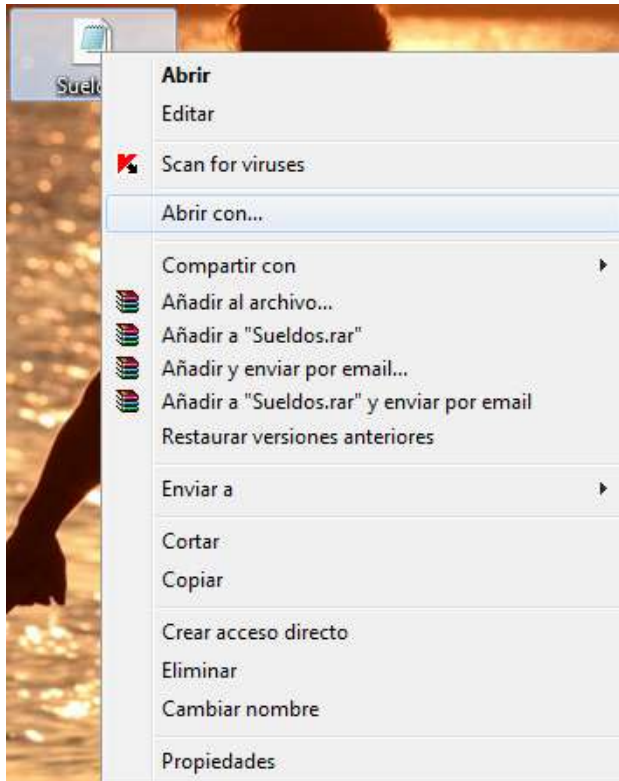 Abrir
Editar
Scan for viruses
Abrir con...
Compartir con
Añadir al archivo...
Añadir a "Sueldos.rar"
Añadir y enviar por email...
Añadir a "Sueldos.rar" y enviar por email
Restaurar versiones anteriores
Enviar a
Cortar
Copiar
Crear acceso directo
Eliminar
Cambiar nombre
Propiedades